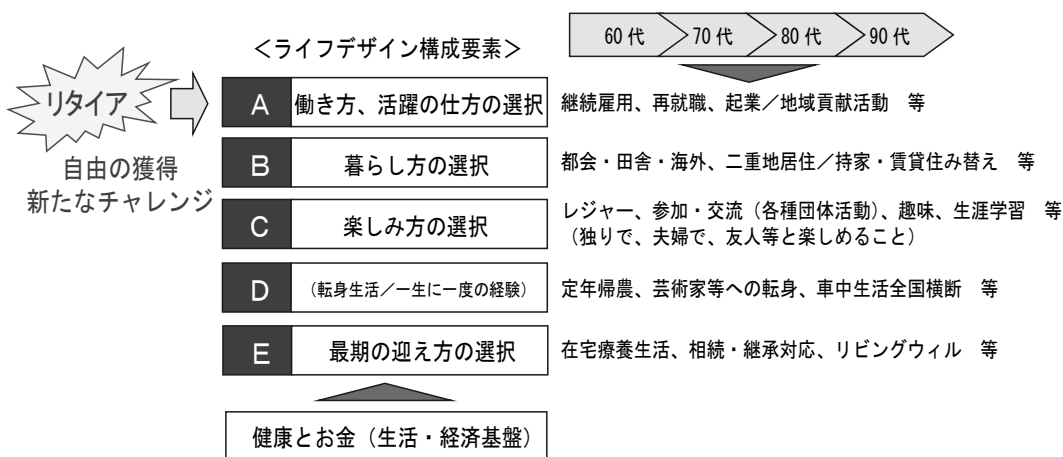 ＜ライフデザイン構成要素＞
60代 70代 80代 90代
リタイア
自由の獲得
新たなチャレンジ
A 働き方、活躍の仕方の選択 継続雇用、再就職、起業／地域貢献活動　等
B 暮らし方の選択 都会・田舎・海外、二重地居住／持家・賃貸住み替え　等
C 楽しみ方の選択 レジャー、参加・交流（各種団体活動）、趣味、生涯学習　等
（独りで、夫婦で、友人等と楽しめること）
D （転身生活／一生に一度の経験） 定年帰農、芸術家等への転身、車中生活全国横断　等
E 最期の迎え方の選択 在宅療養生活、相続・継承対応、リビングウィル　等
健康とお金（生活・経済基盤）